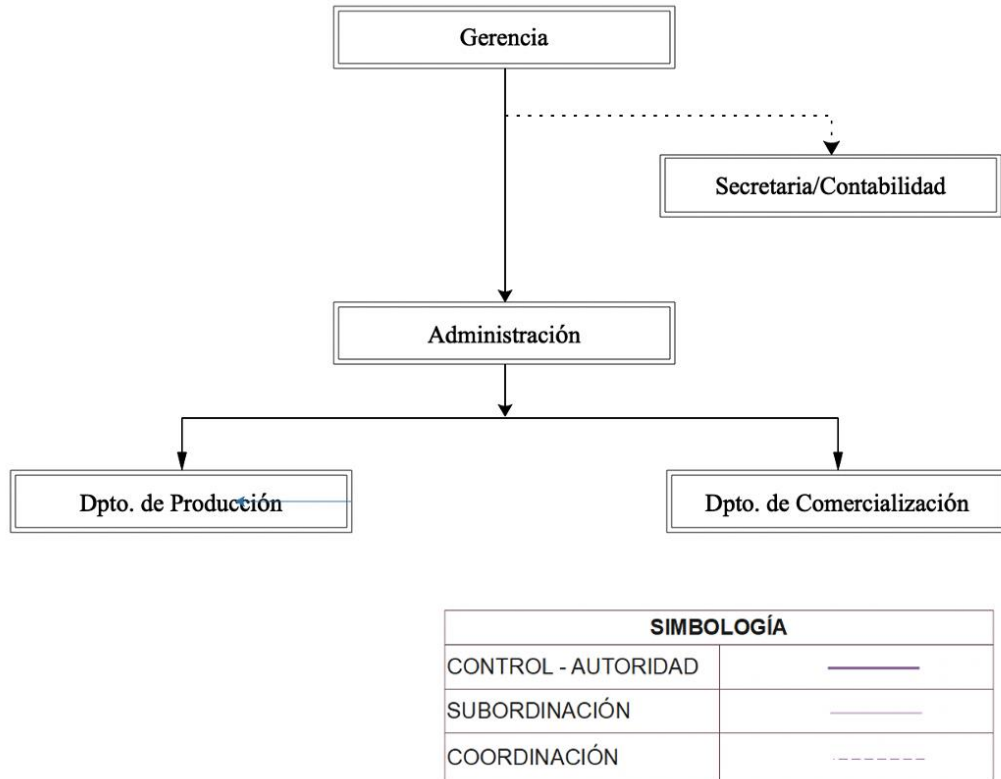 Gerencia
Secretaria/Contabilidad
Administración
Dpto. de Producción
Dpto. de Comercialización
SIMBOLOGÍA
CONTROL - AUTORIDAD
SUBORDINACIÓN
COORDINACIÓN